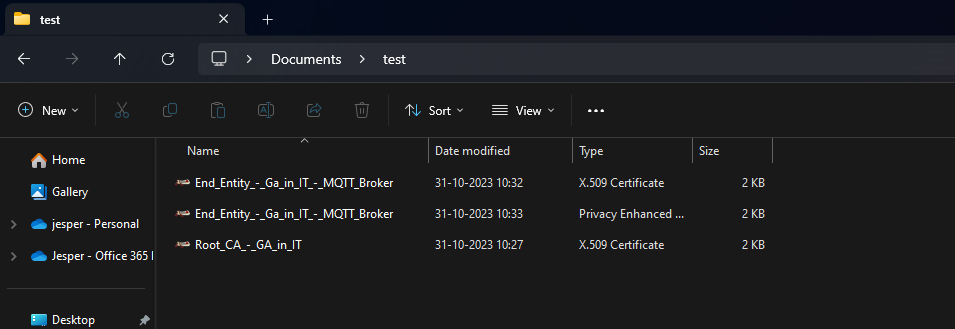 test
Documents > test
New Sort View
Name Date modified Type Size
Home
Gallery
jesper - Personal
Jesper - Office 365
Desktop
End_Entity_-_Ga_in_IT_-_MQTT_Broker 31-10-2023 10:32 X.509 Certificate 2 KB
End_Entity_-_Ga_in_IT_-_MQTT_Broker 31-10-2023 10:33 Privacy Enhanced ... 2 KB
Root_CA_-_GA_in_IT 31-10-2023 10:27 X.509 Certificate 2 KB